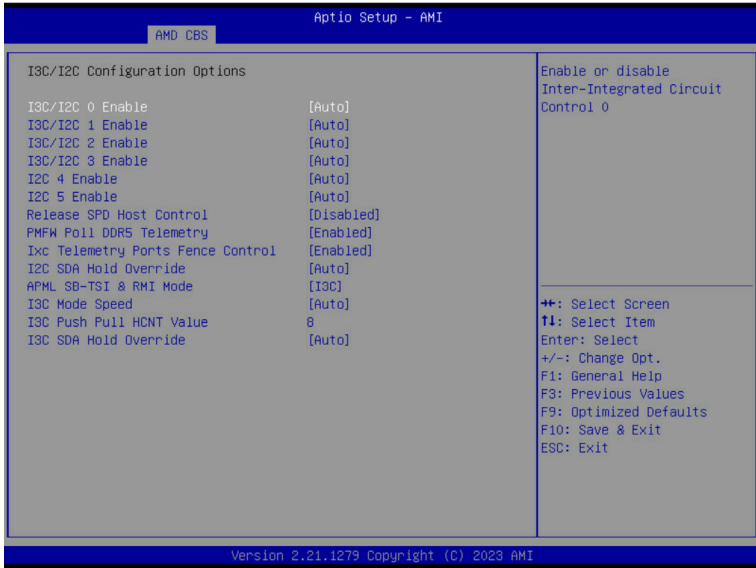 Aptio Setup – AMI
AMD CBS
I3C/I2C Configuration Options
I3C/I2C 0 Enable [Auto]
I3C/I2C 1 Enable [Auto]
I3C/I2C 2 Enable [Auto]
I3C/I2C 3 Enable [Auto]
I2C 4 Enable [Auto]
I2C 5 Enable [Auto]
Release SPD Host Control [Disabled]
PMFW Poll DDR5 Telemetry [Enabled]
Ixc Telemetry Ports Fence Control [Enabled]
I2C SDA Hold Override [Auto]
APML SB-TSI & RMI Mode [I3C]
I3C Mode Speed [Auto]
I3C Push Pull HCNT Value 8
I3C SDA Hold Override [Auto]
Enable or disable
Inter-Integrated Circuit
Control 0
→←: Select Screen
↑↓: Select Item
Enter: Select
+/-: Change Opt.
F1: General Help
F3: Previous Values
F9: Optimized Defaults
F10: Save & Exit
ESC: Exit
Version 2.21.1279 Copyright (C) 2023 AMI